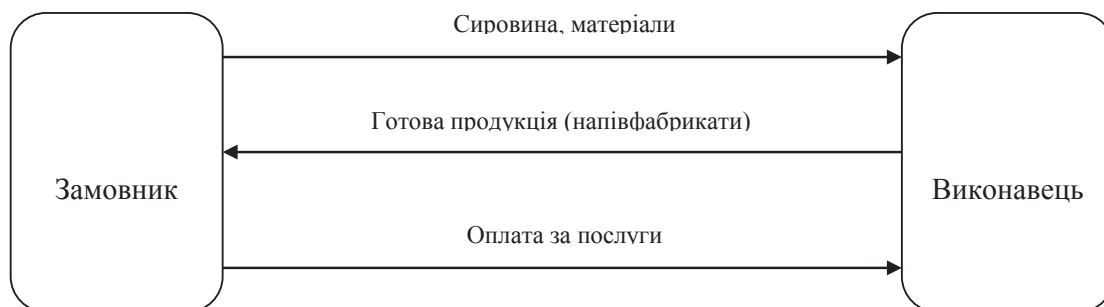 Сировина, матеріали
Готова продукція (напівфабрикати)
Замовник
Виконавець
Оплата за послуги